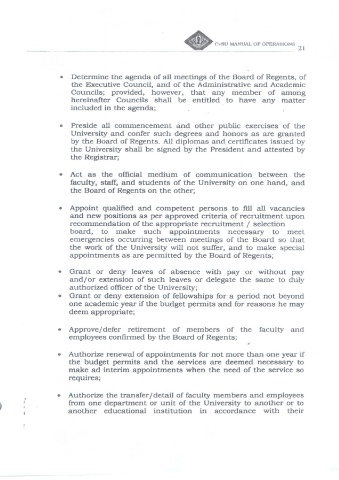 CNSU MANUAL OF OPERATIONS
21
• Determine the agenda of all meetings of the Board of Regents, of
the Executive Council, and of the Administrative and Academic
Councils; provided, however, that any member of among
hereinafter Councils shall be entitled to have any matter
included in the agenda;
• Preside all commencement and other public exercises of the
University and confer such degrees and honors as are granted
by the Board of Regents. All diplomas and certificates issued by
the University shall be signed by the President and attested by
the Registrar;
• Act as the official medium of communication between the
faculty, staff, and students of the University on one hand, and
the Board of Regents on the other;
• Appoint qualified and competent persons to fill all vacancies
and new positions as per approved criteria of recruitment upon
recommendation of the appropriate recruitment / selection
board, to make such appointments necessary to meet
emergencies occurring between meetings of the Board so that
the work of the University will not suffer, and to make special
appointments as are permitted by the Board of Regents;
• Grant or deny leaves of absence with pay or without pay
and/or extension of such leaves or delegate the same to duly
authorized officer of the University;
• Grant or deny extension of fellowships for a period not beyond
one academic year if the budget permits and for reasons he may
deem appropriate;
• Approve/defer retirement of members of the faculty and
employees confirmed by the Board of Regents;
• Authorize renewal of appointments for not more than one year if
the budget permits and the services are deemed necessary to
make ad interim appointments when the need of the service so
requires;
• Authorize the transfer/detail of faculty members and employees
from one department or unit of the University to another or to
another educational institution in accordance with their